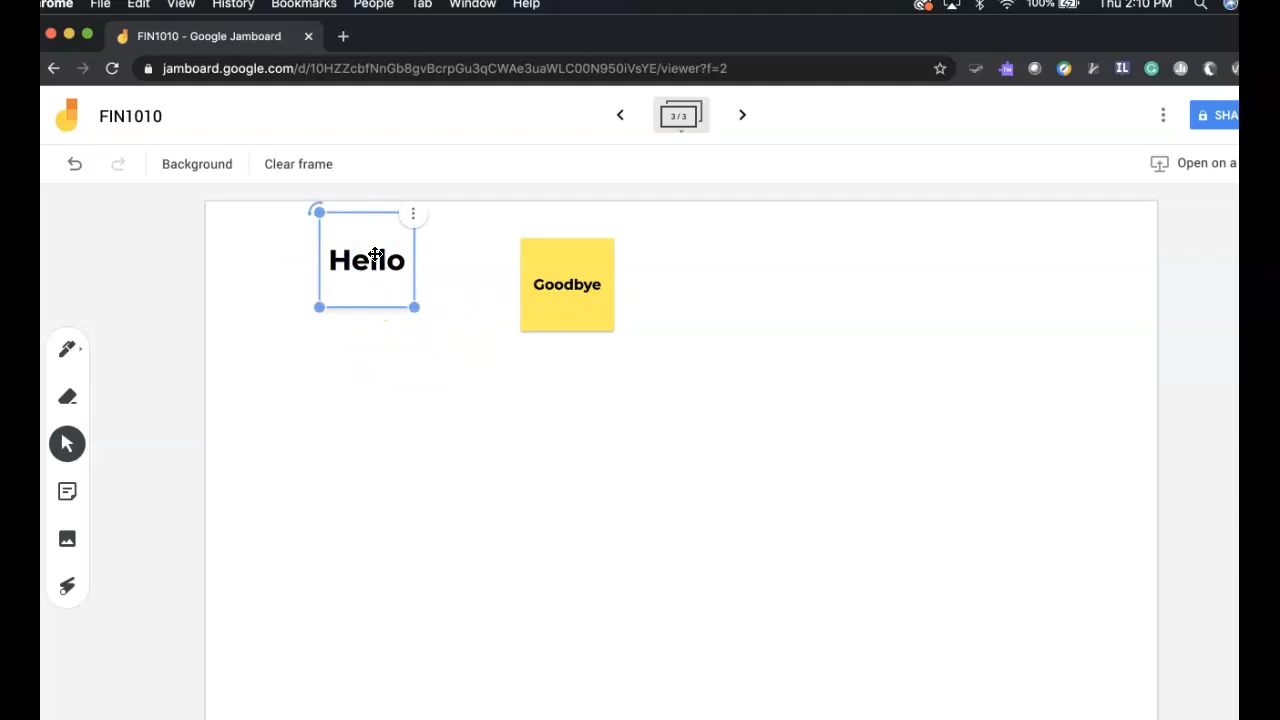 rome File Edit View History Bookmarks People Tab Window Help 100% Thu 2:10 PM
FIN1010 - Google Jamboard
jamboard.google.com/d/10HZZcbfNnGb8gvBcrpGu3qCWAe3uaWLC00N950iVsYE/viewer?f=2
IL
FIN1010
3 / 3
SHA
Background Clear frame Open on a
Hello
Goodbye